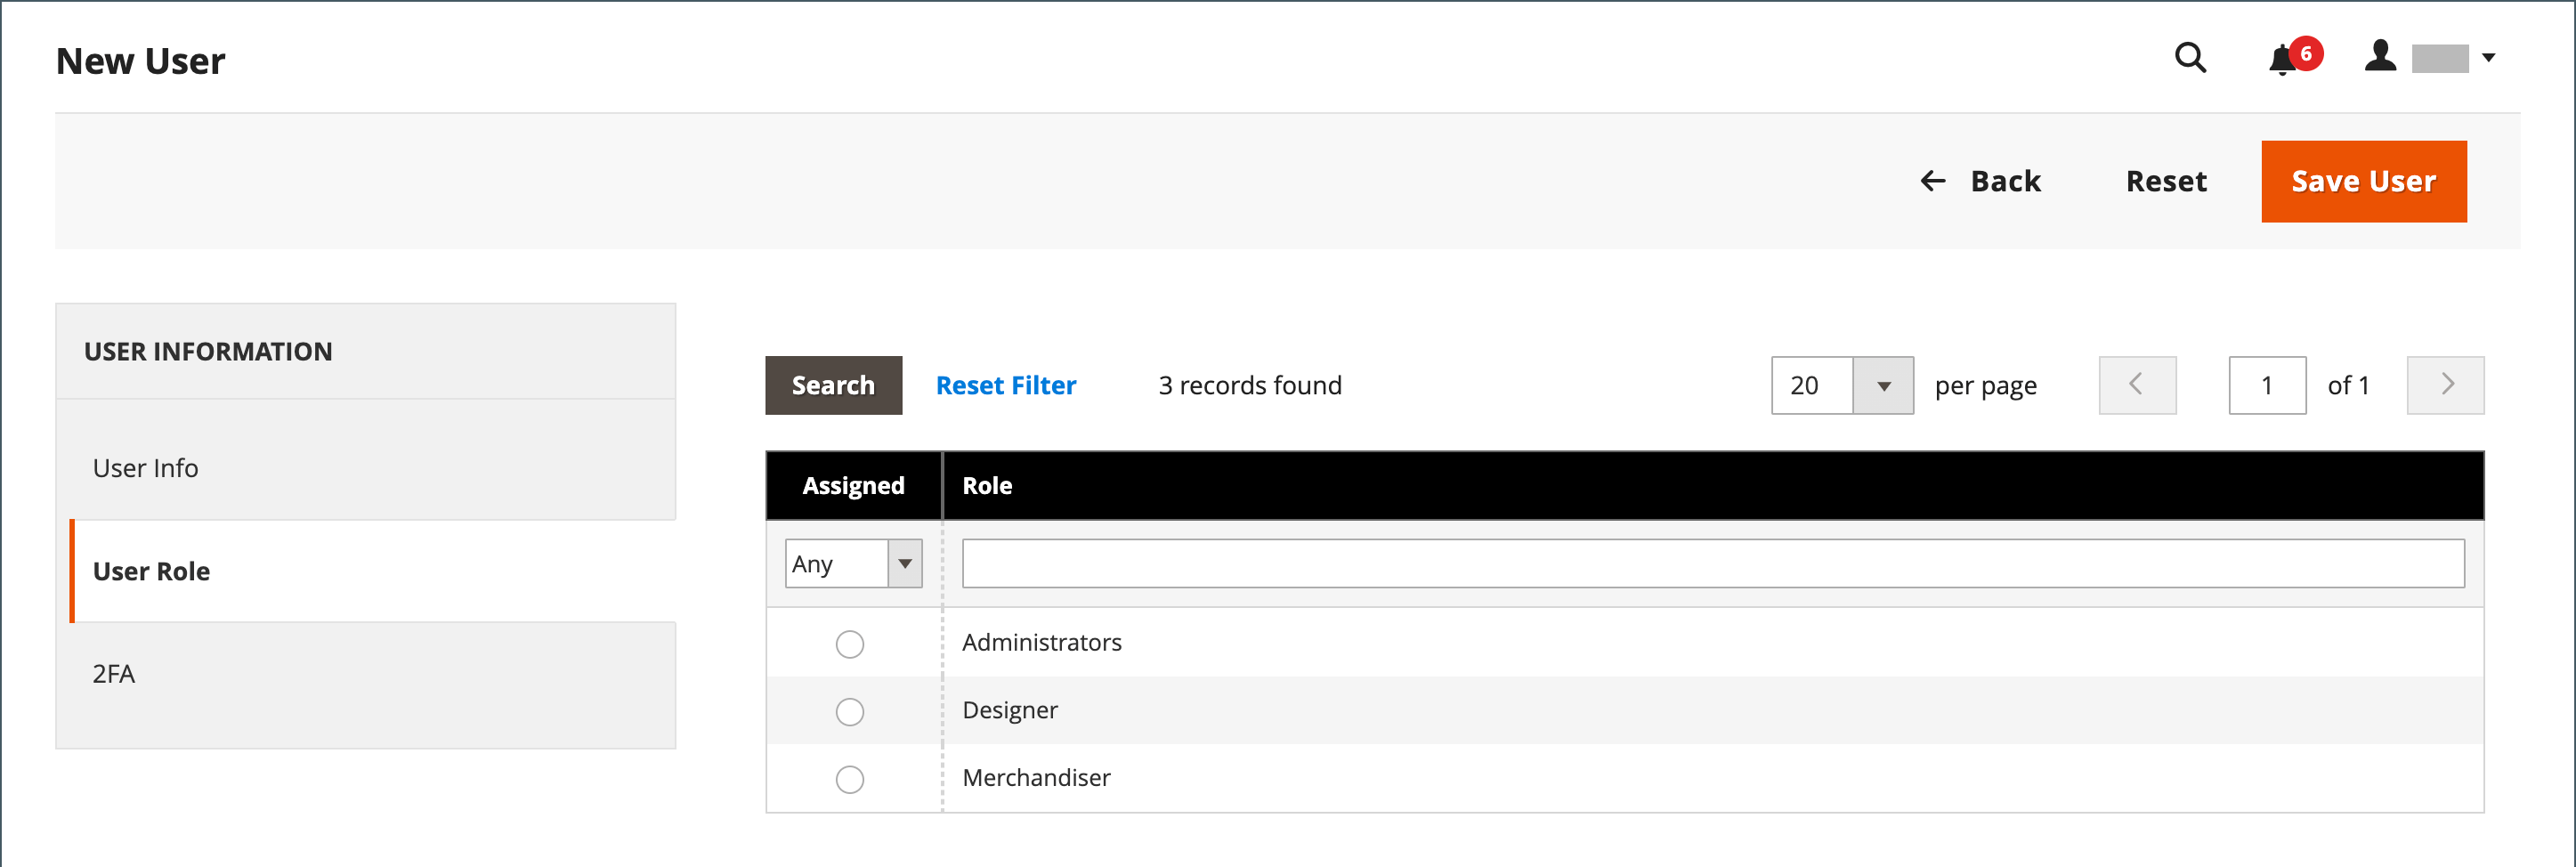 New User
6
Back Reset Save User
USER INFORMATION
User Info
User Role
2FA
Search Reset Filter 3 records found 20 per page 1 of 1
Assigned Role
Any
Administrators
Designer
Merchandiser